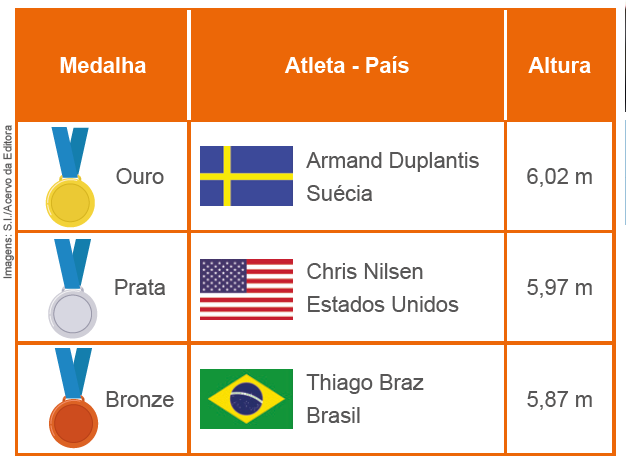 Medalha Atleta - País Altura
Ouro
Armand Duplantis
Suécia
6,02 m
Prata
Chris Nilsen
Estados Unidos
5,97 m
Bronze
Thiago Braz
Brasil
5,87 m
Imagens: S.I./Acervo da Editora